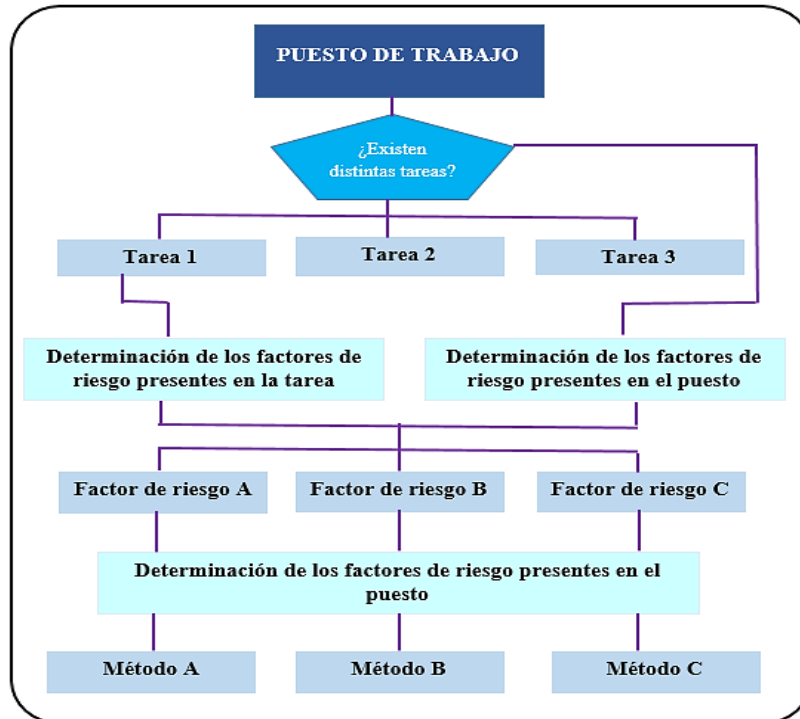 PUESTO DE TRABAJO
¿Existen
distintas tareas?
Tarea 1
Tarea 2
Tarea 3
Determinación de los factores de
riesgo presentes en la tarea
Determinación de los factores de
riesgo presentes en el puesto
Factor de riesgo A
Factor de riesgo B
Factor de riesgo C
Determinación de los factores de riesgo presentes en el
puesto
Método A
Método B
Método C